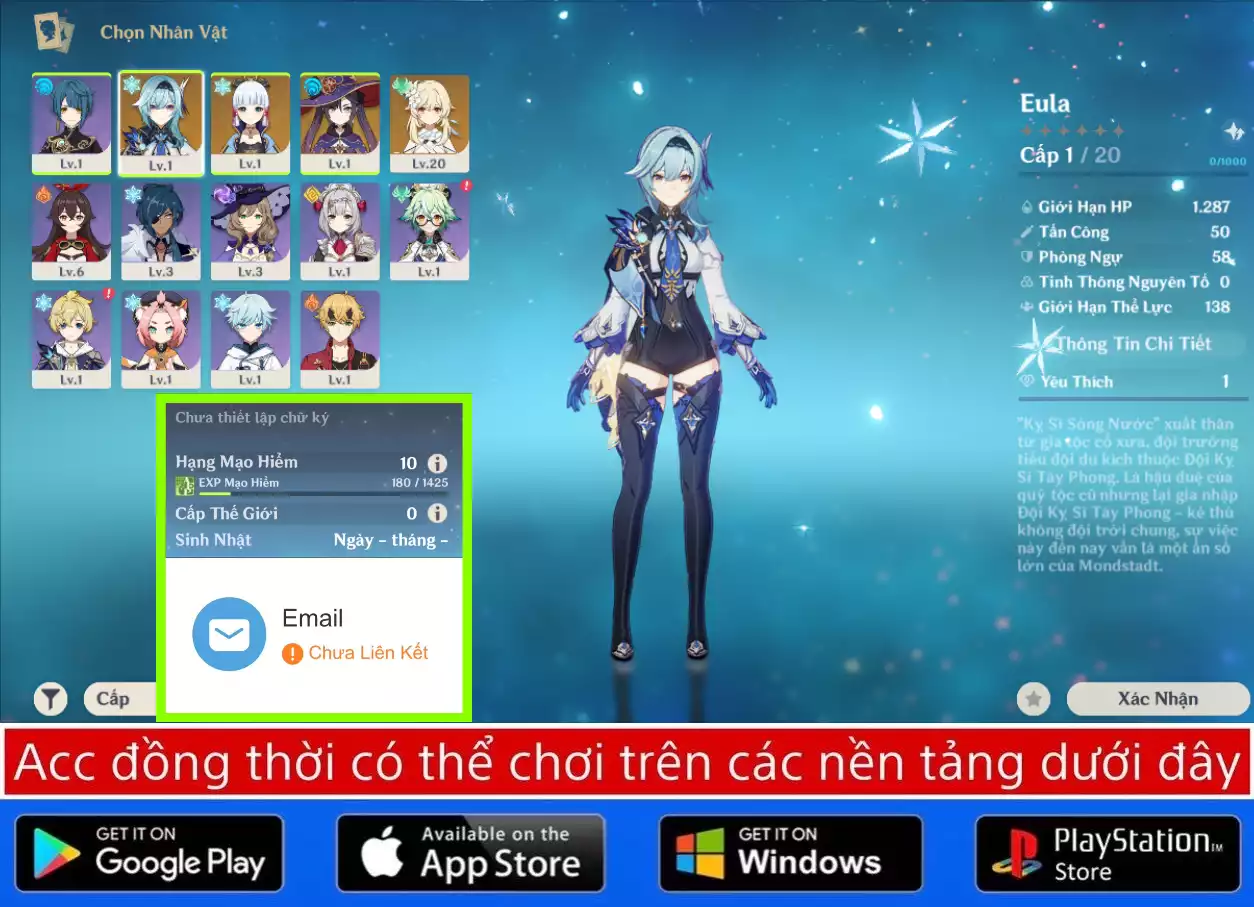 Chọn Nhân Vật
Lv.1
Lv.1
Lv.1
Lv.1
Lv.20
Lv.6
Lv.3
Lv.3
Lv.1
Lv.1
Lv.1
Lv.1
Lv.1
Lv.1
Chưa thiết lập chữ ký
Hạng Mạo Hiểm 10
EXP Mạo Hiểm 180 / 1425
Cấp Thế Giới 0
Sinh Nhật Ngày - tháng -
Email
Chưa Liên Kết
Cấp
Eula
Cấp 1 / 20
0/1000
Giới Hạn HP 1.287
Tấn Công 50
Phòng Ngự 58
Tinh Thông Nguyên Tố 0
Giới Hạn Thể Lực 138
Thông Tin Chi Tiết
Yêu Thích 1
"Kỵ Sĩ Sóng Nước" xuất thân
từ gia tộc cổ xưa, đội trưởng
tiểu đội du kích thuộc Đội Kỵ
Sĩ Tây Phong. Là hậu duệ của
quý tộc cũ nhưng lại gia nhập
Đội Kỵ Sĩ Tây Phong - kẻ thù
không đội trời chung, sự việc
này đến nay vẫn là một ẩn số
lớn của Mondstadt.
Xác Nhận
Acc đồng thời có thể chơi trên các nền tảng dưới đây
GET IT ON
Google Play
Available on the
App Store
GET IT ON
Windows
PlayStation™
Store